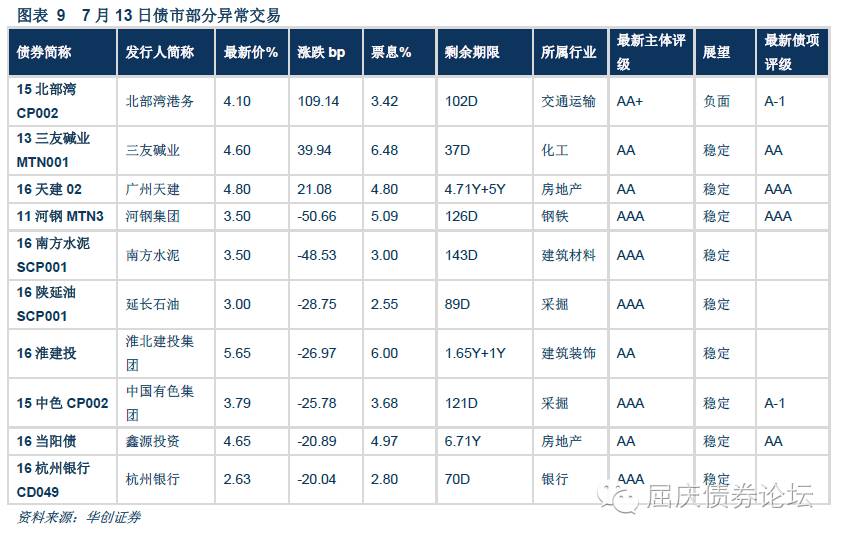 图表 9 7 月 13 日债市部分异常交易
债券简称 发行人简称 最新价% 涨跌 bp 票息% 剩余期限 所属行业 最新主体评级 展望 最新债项评级
15 北部湾 CP002 北部湾港务 4.10 109.14 3.42 102D 交通运输 AA+ 负面 A-1
13 三友碱业 MTN001 三友碱业 4.60 39.94 6.48 37D 化工 AA 稳定 AA
16 天建 02 广州天建 4.80 21.08 4.80 4.71Y+5Y 房地产 AA 稳定 AAA
11 河钢 MTN3 河钢集团 3.50 -50.66 5.09 126D 钢铁 AAA 稳定 AAA
16 南方水泥 SCP001 南方水泥 3.50 -48.53 3.00 143D 建筑材料 AAA 稳定
16 陕延油 SCP001 延长石油 3.00 -28.75 2.55 89D 采掘 AAA 稳定
16 淮建投 淮北建投集团 5.65 -26.97 6.00 1.65Y+1Y 建筑装饰 AA 稳定
15 中色 CP002 中国有色集团 3.79 -25.78 3.68 121D 采掘 AAA 稳定 A-1
16 当阳债 鑫源投资 4.65 -20.89 4.97 6.71Y 房地产 AA 稳定 AA
16 杭州银行 CD049 杭州银行 2.63 -20.04 2.80 70D 银行 AAA 稳定
屈庆债券论坛
资料来源：华创证券